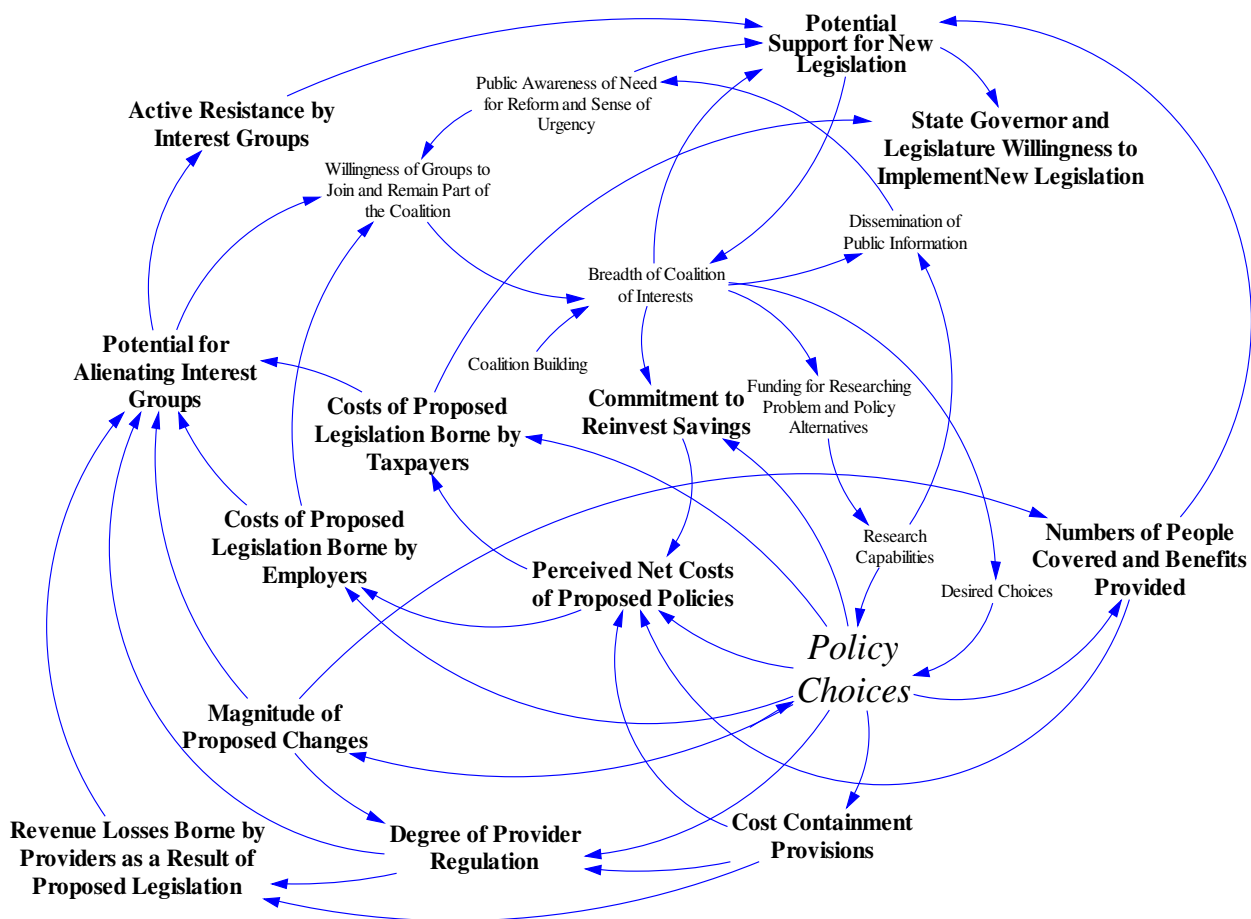 Potential
Support for New
Legislation
Public Awareness of Need
for Reform and Sense of
Urgency
Active Resistance by
Interest Groups
State Governor and
Legislature Willingness to
ImplementNew Legislation
Willingness of Groups to
Join and Remain Part of
the Coalition
Dissemination of
Public Information
Breadth of Coalition
of Interests
Coalition Building
Potential for
Alienating Interest
Groups
Costs of Proposed
Legislation Borne by
Taxpayers
Commitment to
Reinvest Savings
Funding for Researching
Problem and Policy
Alternatives
Costs of Proposed
Legislation Borne by
Employers
Research
Capabilities
Numbers of People
Covered and Benefits
Provided
Perceived Net Costs
of Proposed Policies
Desired Choices
Policy
Choices
Magnitude of
Proposed Changes
Revenue Losses Borne by
Providers as a Result of
Proposed Legislation
Degree of Provider
Regulation
Cost Containment
Provisions